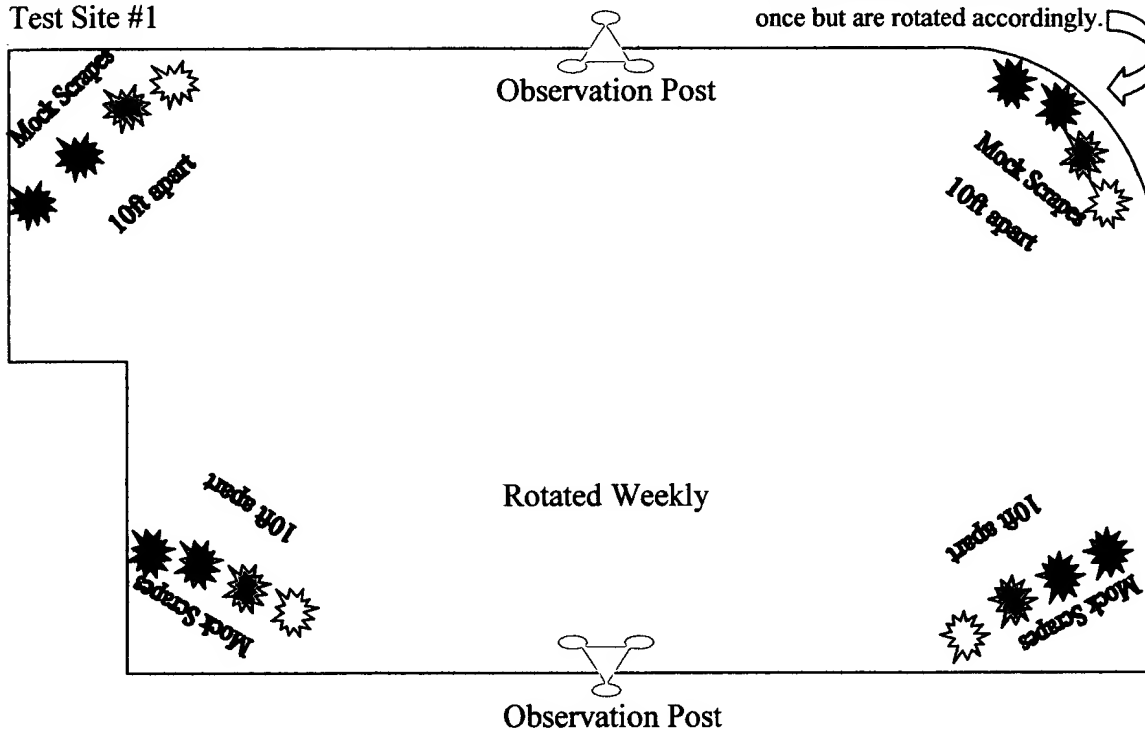 Test Site #1
once but are rotated accordingly.
Observation Post
Mock Scrapes
10ft apart
Mock Scrapes
10ft apart
Rotated Weekly
10ft apart
Mock Scrapes
10ft apart
Mock Scrapes
Observation Post